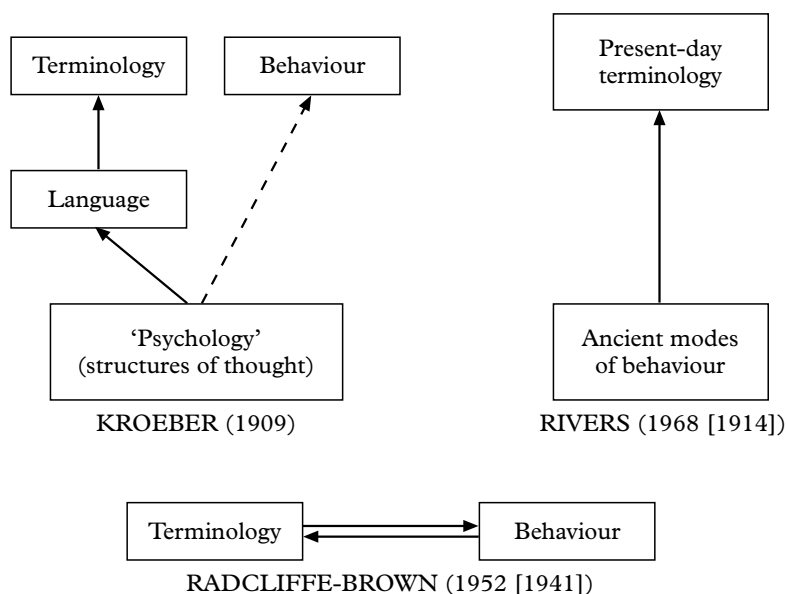 Terminology
Behaviour
Language
‘Psychology’
(structures of thought)
KROEBER (1909)
Present-day
terminology
Ancient modes
of behaviour
RIVERS (1968 [1914])
Terminology
Behaviour
RADCLIFFE-BROWN (1952 [1941])